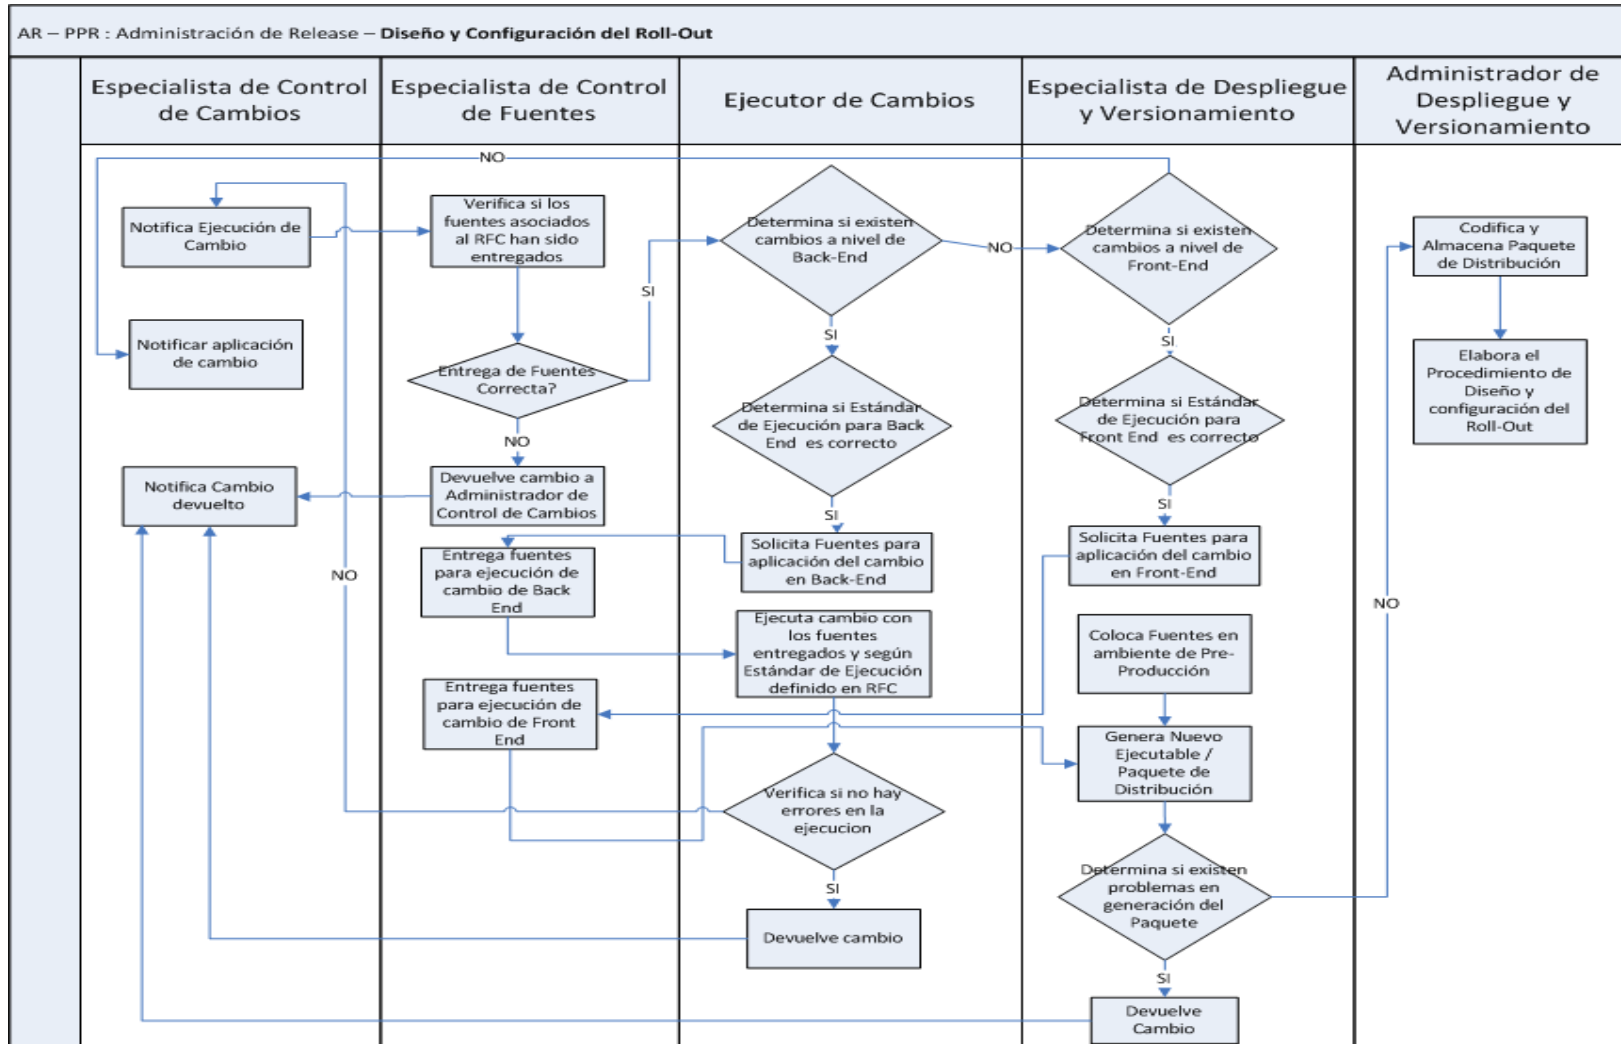 AR – PPR : Administración de Release – Diseño y Configuración del Roll-Out
Especialista de Control
de Cambios
Especialista de Control
de Fuentes
Ejecutor de Cambios
Especialista de Despliegue
y Versionamiento
Administrador de
Despliegue y
Versionamiento
NO
Notifica Ejecución de
Cambio
Verifica si los
fuentes asociados
al RFC han sido
entregados
Determina si existen
cambios a nivel de
Back-End
NO
Determina si existen
cambios a nivel de
Front-End
Codifica y
Almacena Paquete
de Distribución
SI
Notificar aplicación
de cambio
SI
SI
Entrega de Fuentes
Correcta?
Elabora el
Procedimiento de
Diseño y
configuración del
Roll-Out
Determina si Estándar
de Ejecución para Back
End es correcto
Determina si Estándar
de Ejecución para
Front End es correcto
NO
Notifica Cambio
devuelto
Devuelve cambio a
Administrador de
Control de Cambios
SI
SI
Entrega fuentes
para ejecución de
cambio de Back
End
Solicita Fuentes para
aplicación del cambio
en Back-End
Solicita Fuentes para
aplicación del cambio
en Front-End
NO
NO
Ejecuta cambio con
los fuentes
entregados y según
Estándar de Ejecución
definido en RFC
Coloca Fuentes en
ambiente de Pre-
Producción
Entrega fuentes
para ejecución de
cambio de Front
End
Genera Nuevo
Ejecutable /
Paquete de
Distribución
Verifica si no hay
errores en la
ejecucion
Determina si existen
problemas en
generación del
Paquete
SI
Devuelve cambio
SI
Devuelve
Cambio